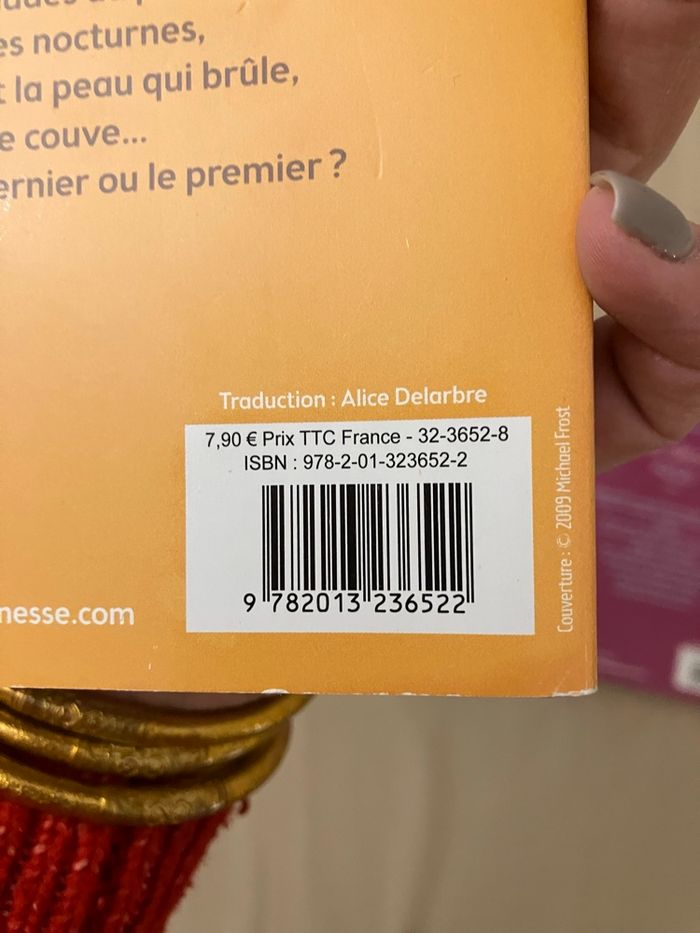 es nocturnes,
t la peau qui brûle,
e couve...
ernier ou le premier ?
Traduction : Alice Delarbre
7,90 € Prix TTC France - 32-3652-8
ISBN : 978-2-01-323652-2
9 782013 236522
nesse.com
Couverture : © 2009 Michael Frost